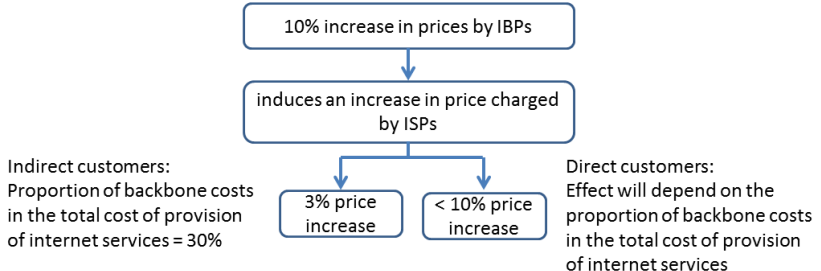 10% increase in prices by IBPs
induces an increase in price charged
by ISPs
Indirect customers:
Proportion of backbone costs
in the total cost of provision
of internet services = 30%
3% price
increase
< 10% price
increase
Direct customers:
Effect will depend on the
proportion of backbone costs
in the total cost of provision
of internet services